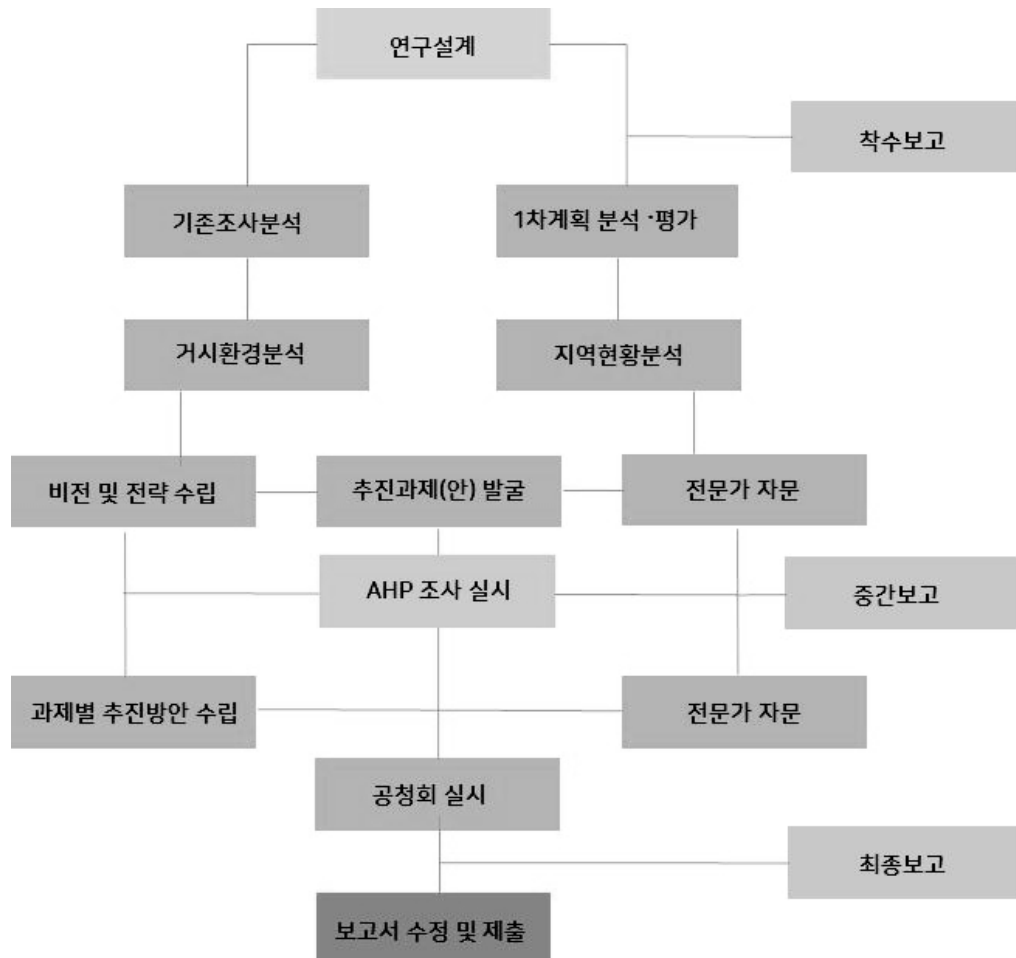 연구설계
착수보고
기존조사분석
1차계획 분석 ·평가
거시환경분석
지역현황분석
비전 및 전략 수립
추진과제(안) 발굴
전문가 자문
AHP 조사 실시
중간보고
과제별 추진방안 수립
전문가 자문
공청회 실시
최종보고
보고서 수정 및 제출